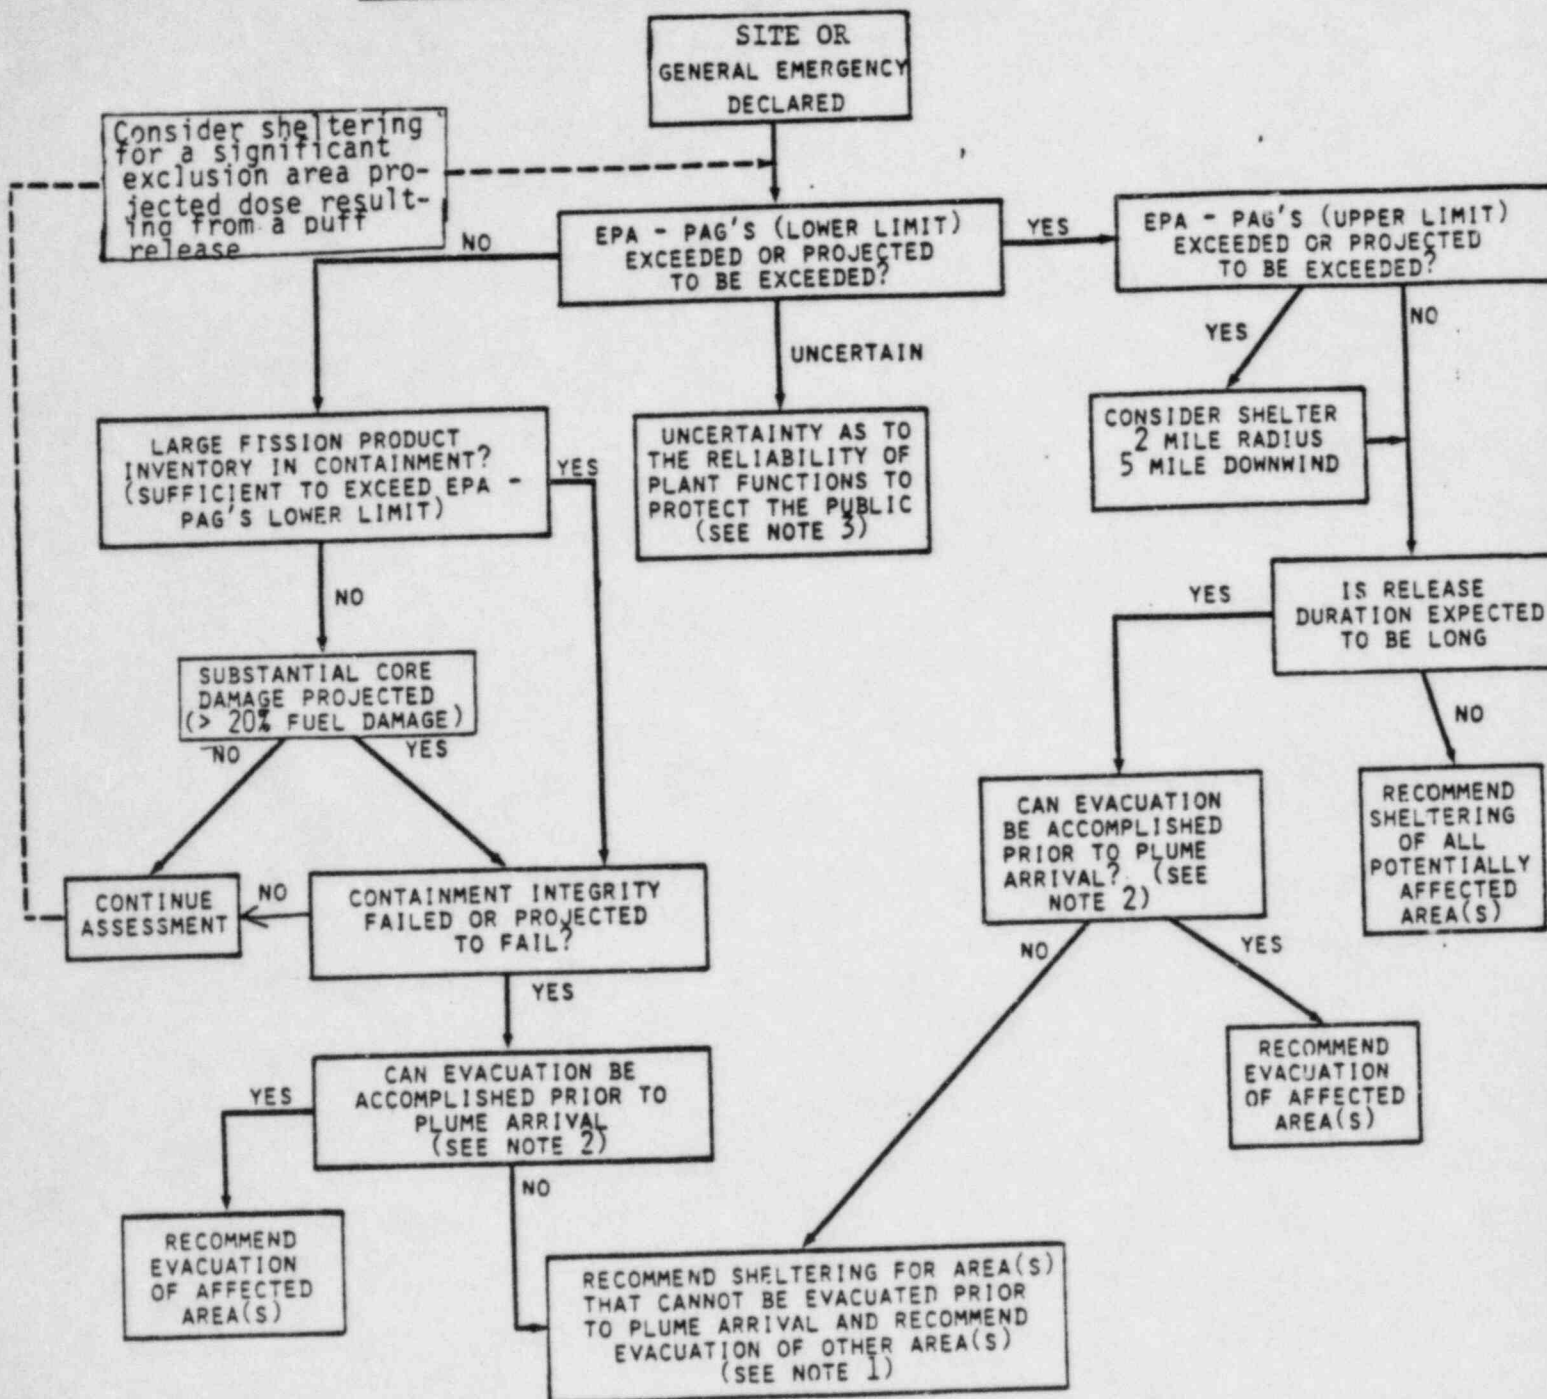 SITE OR
GENERAL EMERGENCY
DECLARED
Consider sheltering
for a significant
exclusion area pro-
jected dose result-
ing from a puff
release
NO
EPA - PAG'S (LOWER LIMIT)
EXCEEDED OR PROJECTED
TO BE EXCEEDED?
YES
EPA - PAG'S (UPPER LIMIT)
EXCEEDED OR PROJECTED
TO BE EXCEEDED?
UNCERTAIN
YES
NO
LARGE FISSION PRODUCT
INVENTORY IN CONTAINMENT?
(SUFFICIENT TO EXCEED EPA -
PAG'S LOWER LIMIT)
YES
UNCERTAINTY AS TO
THE RELIABILITY OF
PLANT FUNCTIONS TO
PROTECT THE PUBLIC
(SEE NOTE 3)
CONSIDER SHELTER
2 MILE RADIUS
5 MILE DOWNWIND
NO
YES
IS RELEASE
DURATION EXPECTED
TO BE LONG
NO
SUBSTANTIAL CORE
DAMAGE PROJECTED
(> 20% FUEL DAMAGE)
NO
YES
CAN EVACUATION
BE ACCOMPLISHED
PRIOR TO PLUME
ARRIVAL? (SEE
NOTE 2)
RECOMMEND
SHELTERING
OF ALL
POTENTIALLY
AFFECTED
AREA(S)
CONTINUE
ASSESSMENT
NO
CONTAINMENT INTEGRITY
FAILED OR PROJECTED
TO FAIL?
NO
YES
YES
RECOMMEND
EVACUATION
OF AFFECTED
AREA(S)
YES
CAN EVACUATION BE
ACCOMPLISHED PRIOR TO
PLUME ARRIVAL
(SEE NOTE 2)
NO
RECOMMEND
EVACUATION
OF AFFECTED
AREA(S)
RECOMMEND SHELTERING FOR AREA(S)
THAT CANNOT BE EVACUATED PRIOR
TO PLUME ARRIVAL AND RECOMMEND
EVACUATION OF OTHER AREA(S)
(SEE NOTE 1)